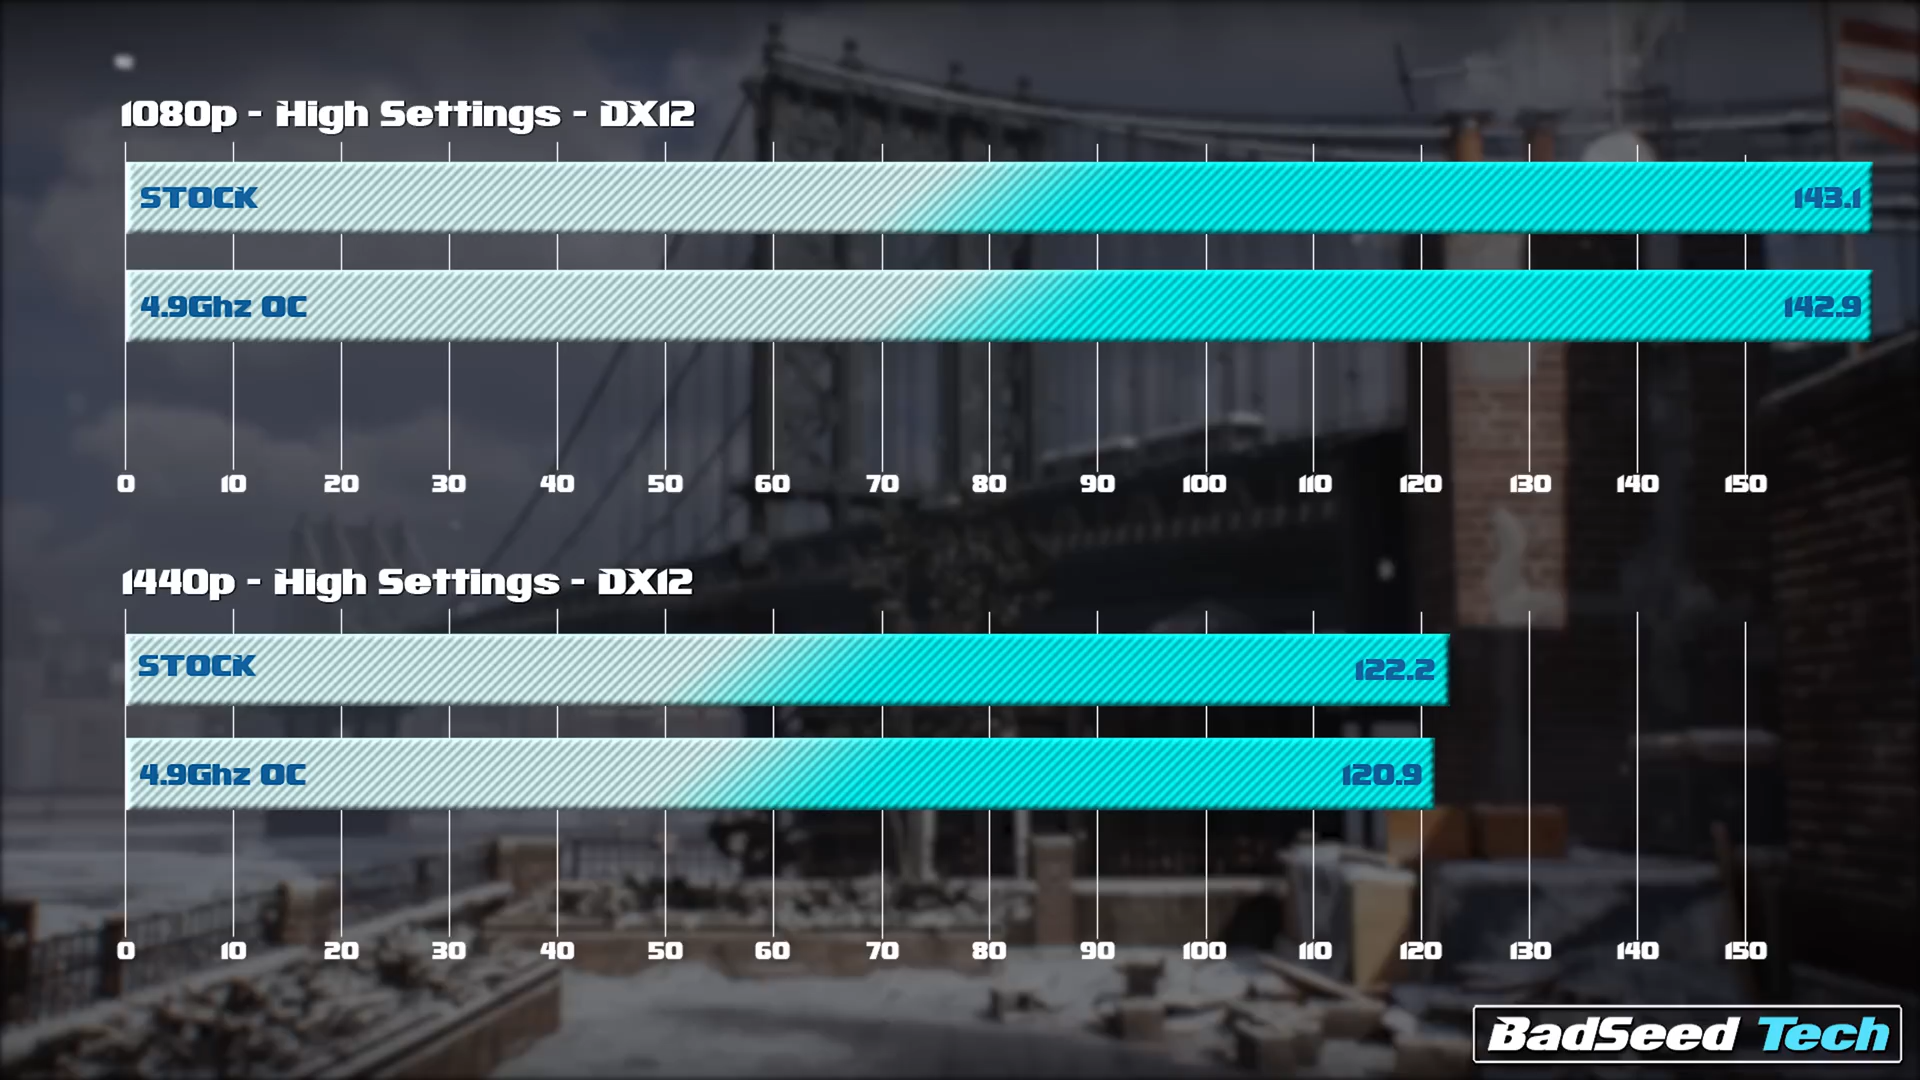 1080p - High Settings - DX12
STOCK 143.1
4.9Ghz OC 142.9
0 10 20 30 40 50 60 70 80 90 100 110 120 130 140 150
1440p - High Settings - DX12
STOCK 122.2
4.9Ghz OC 120.9
0 10 20 30 40 50 60 70 80 90 100 110 120 130 140 150
BadSeed Tech